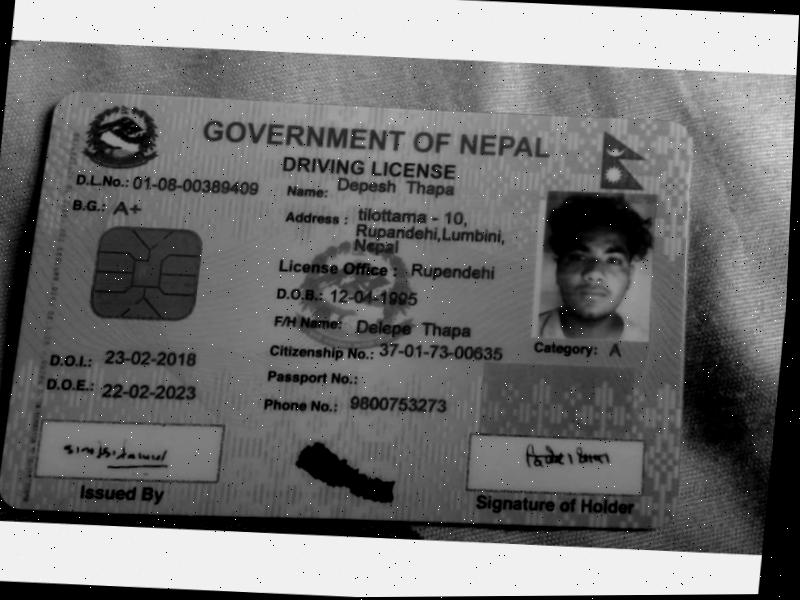 GOVERNMENT OF NEPAL
DRIVING LICENSE
D.L.No.: 01-08-00389409
B.G.: A+
Name: Depesh Thapa
Address : tilottama - 10,
Rupandehi,Lumbini,
Nepal
License Office : Rupendehi
D.O.B.: 12-04-1995
F/H Name: Delepe Thapa
Citizenship No.: 37-01-73-00635
Category: A
D.O.I.: 23-02-2018
Passport No.:
D.O.E.: 22-02-2023
Phone No.: 9800753273
Issued By
Signature of Holder